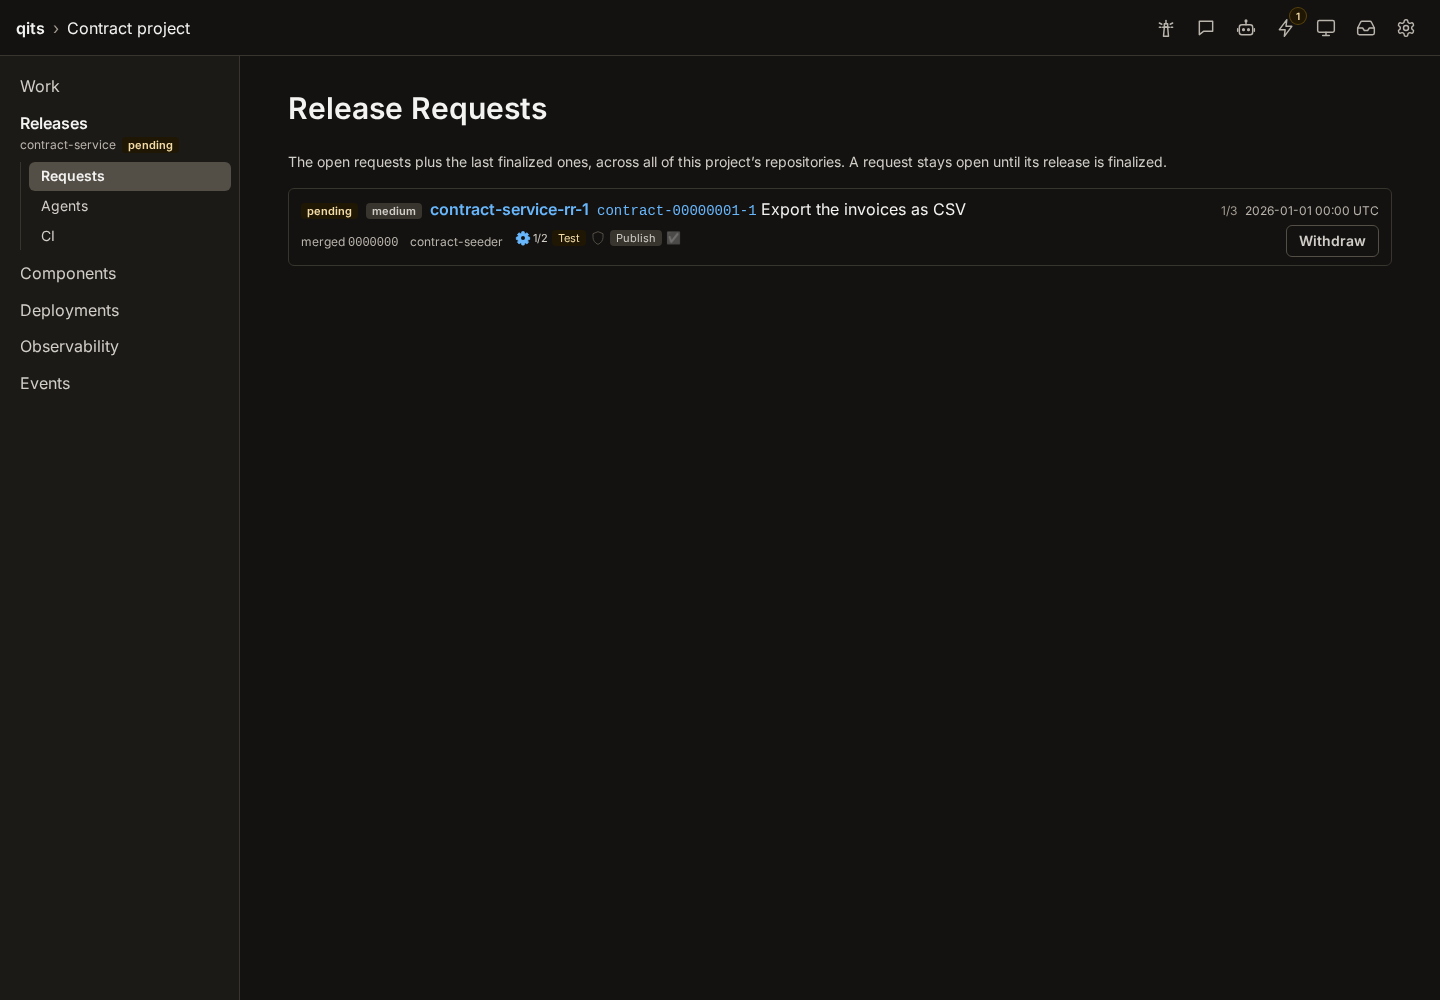 qits › Contract project
1
Work
Releases
contract-service pending
Requests
Agents
CI
Components
Deployments
Observability
Events
Release Requests
The open requests plus the last finalized ones, across all of this project’s repositories. A request stays open until its release is finalized.
pending medium contract-service-rr-1 contract-00000001-1 Export the invoices as CSV 1/3 2026-01-01 00:00 UTC
merged 0000000 contract-seeder 1/2 Test Publish Withdraw